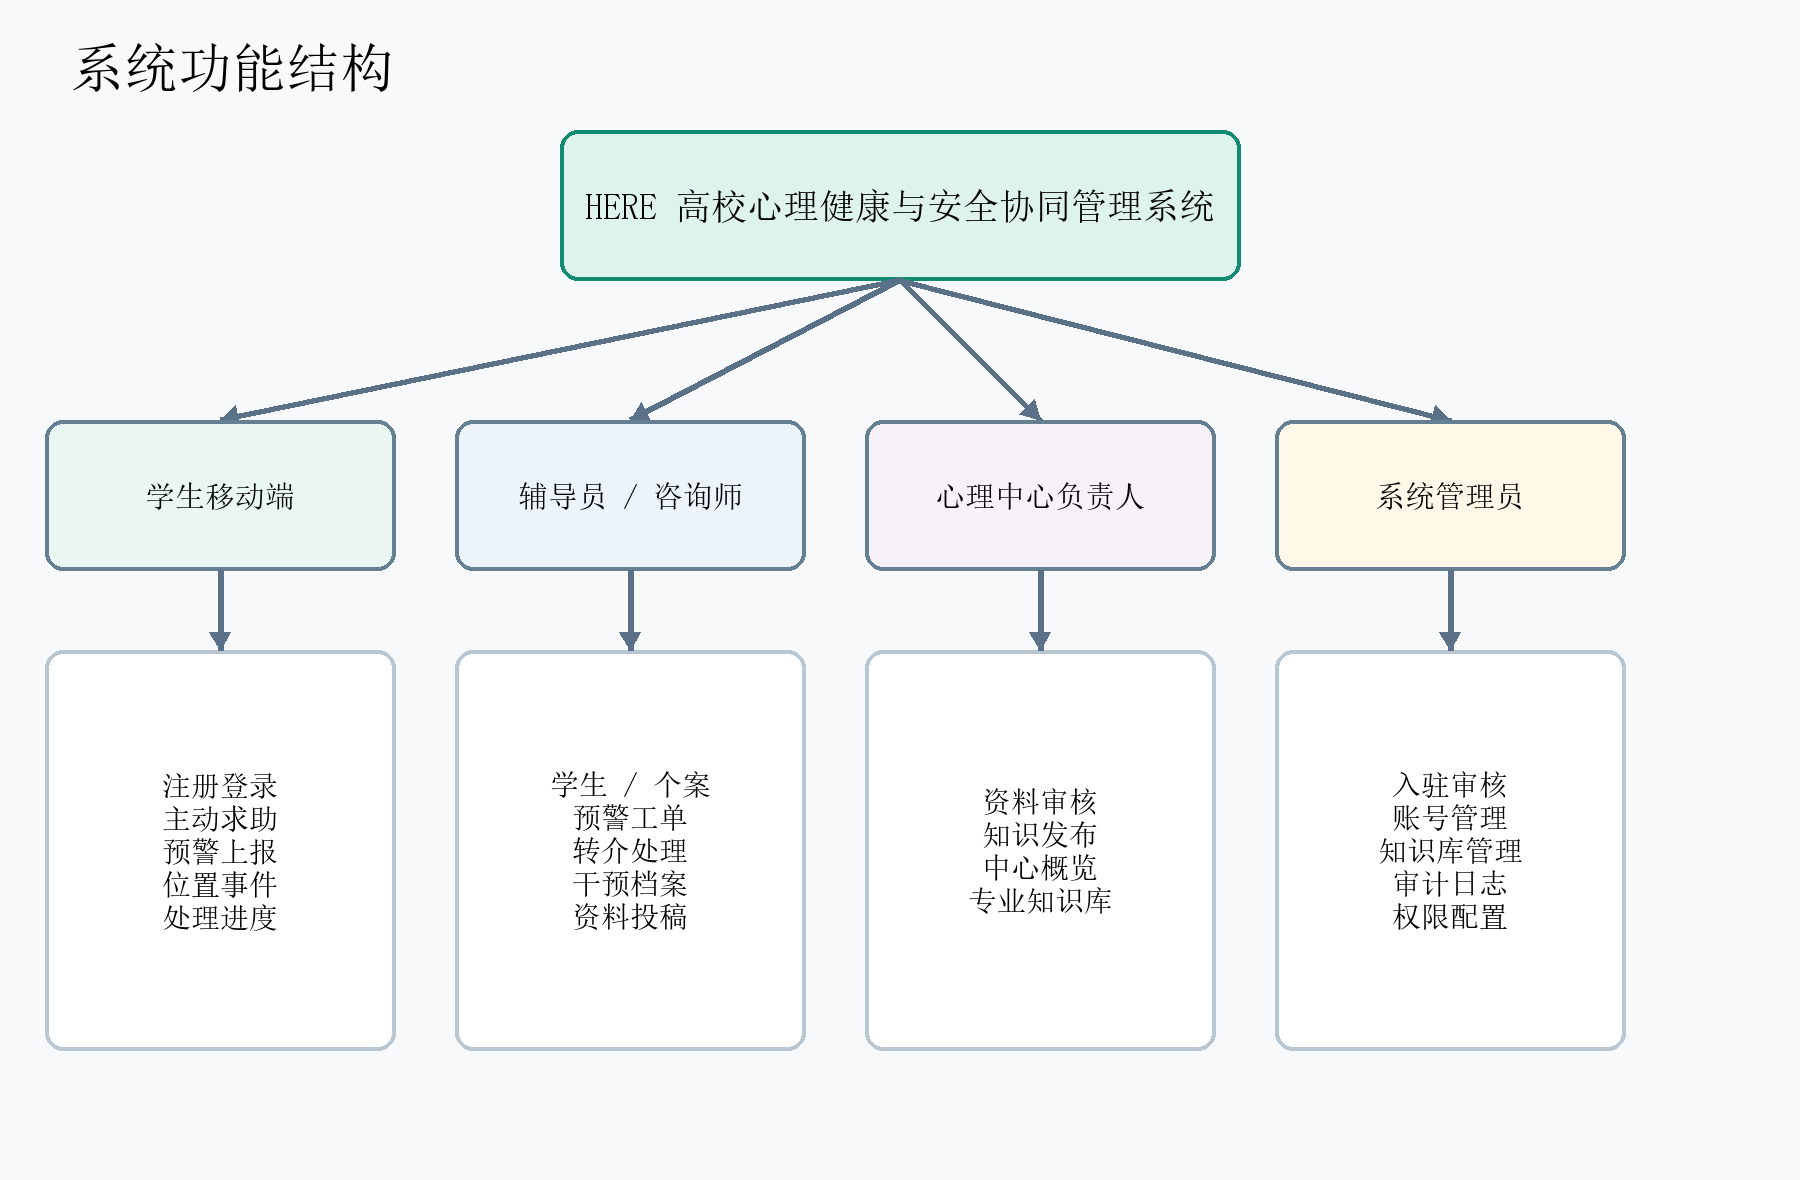 系统功能结构
HERE 高校心理健康与安全协同管理系统
学生移动端
辅导员 / 咨询师
心理中心负责人
系统管理员
注册登录
主动求助
预警上报
位置事件
处理进度
学生 / 个案
预警工单
转介处理
干预档案
资料投稿
资料审核
知识发布
中心概览
专业知识库
入驻审核
账号管理
知识库管理
审计日志
权限配置